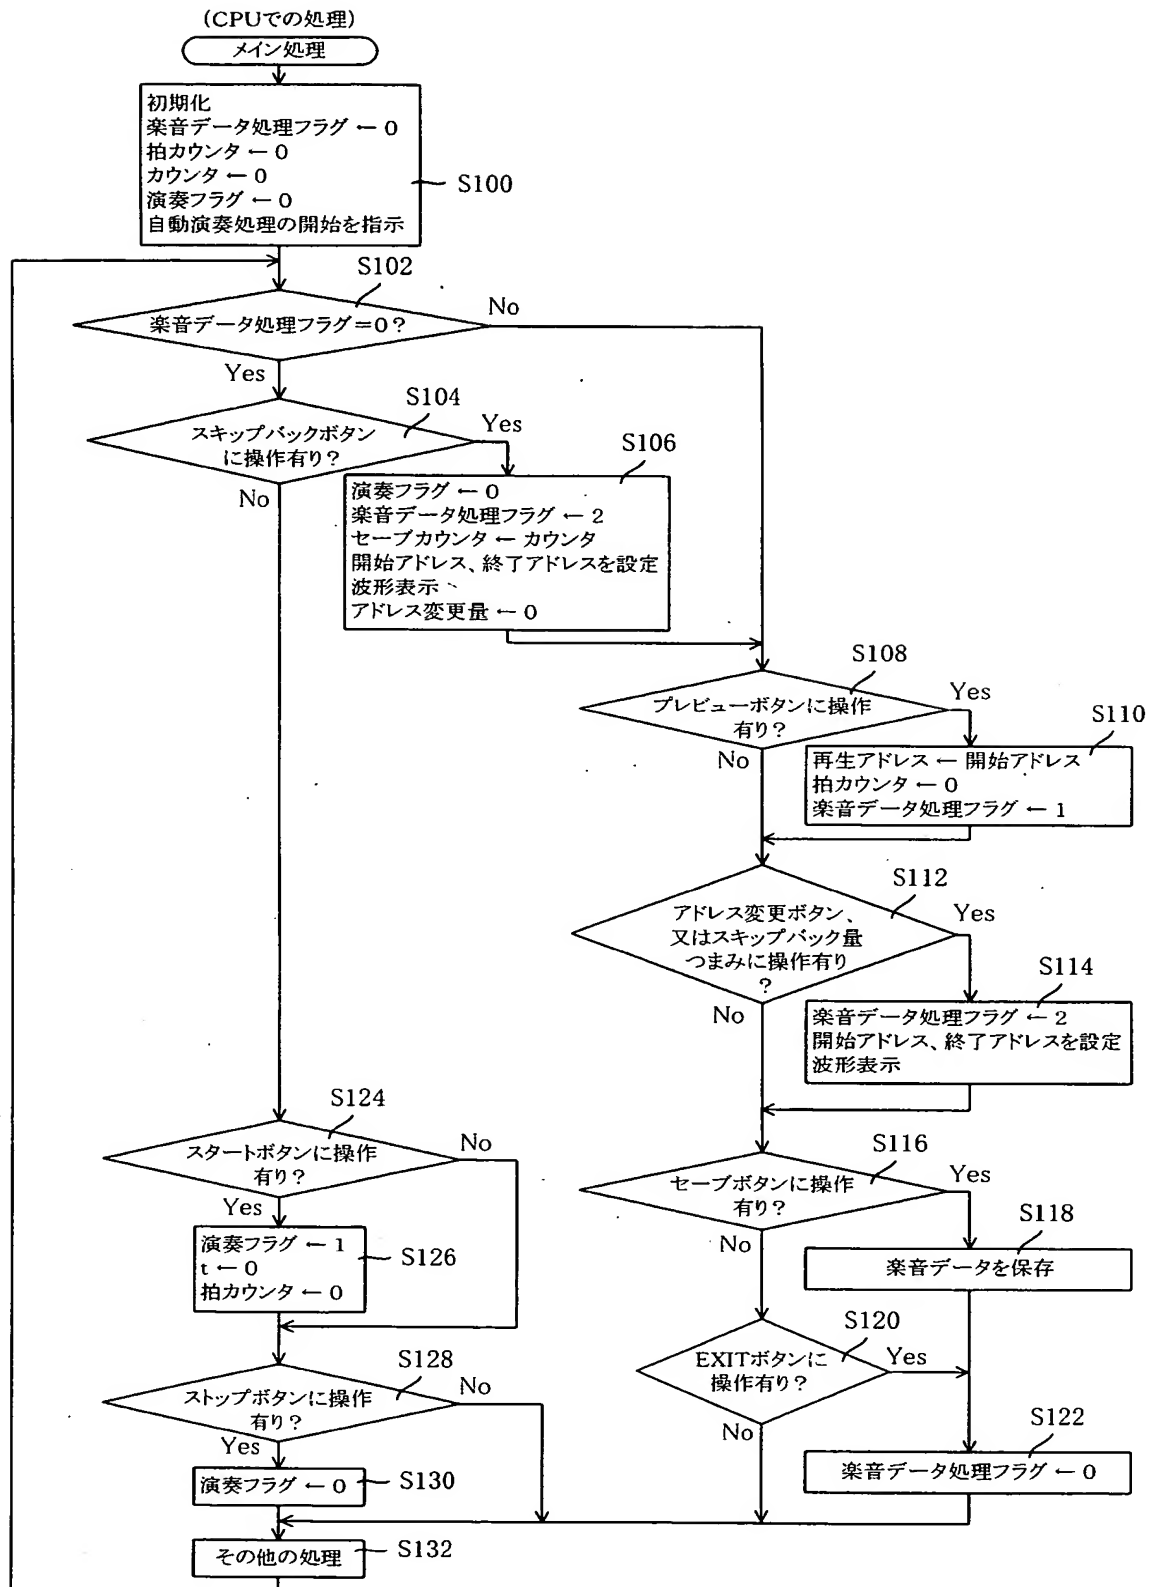 (CPUでの処理)
メイン処理
初期化
楽音データ処理フラグ ← 0
拍カウンタ ← 0
カウンタ ← 0
演奏フラグ ← 0
自動演奏処理の開始を指示
S100
S102
楽音データ処理フラグ=0?
No
Yes
S104
スキップバックボタン
に操作有り?
Yes
No
S106
演奏フラグ ← 0
楽音データ処理フラグ ← 2
セーブカウンタ ← カウンタ
開始アドレス、終了アドレスを設定
波形表示
アドレス変更量 ← 0
S108
プレビューボタンに操作
有り?
Yes
No
S110
再生アドレス ← 開始アドレス
拍カウンタ ← 0
楽音データ処理フラグ ← 1
S112
アドレス変更ボタン、
又はスキップバック量
つまみに操作有り
?
Yes
No
S114
楽音データ処理フラグ ← 2
開始アドレス、終了アドレスを設定
波形表示
S124
スタートボタンに操作
有り?
No
Yes
S116
セーブボタンに操作
有り?
Yes
No
S126
演奏フラグ ← 1
t ← 0
拍カウンタ ← 0
S118
楽音データを保存
S120
EXITボタンに
操作有り?
Yes
No
S128
ストップボタンに操作
有り?
No
Yes
S122
楽音データ処理フラグ ← 0
S130
演奏フラグ ← 0
S132
その他の処理